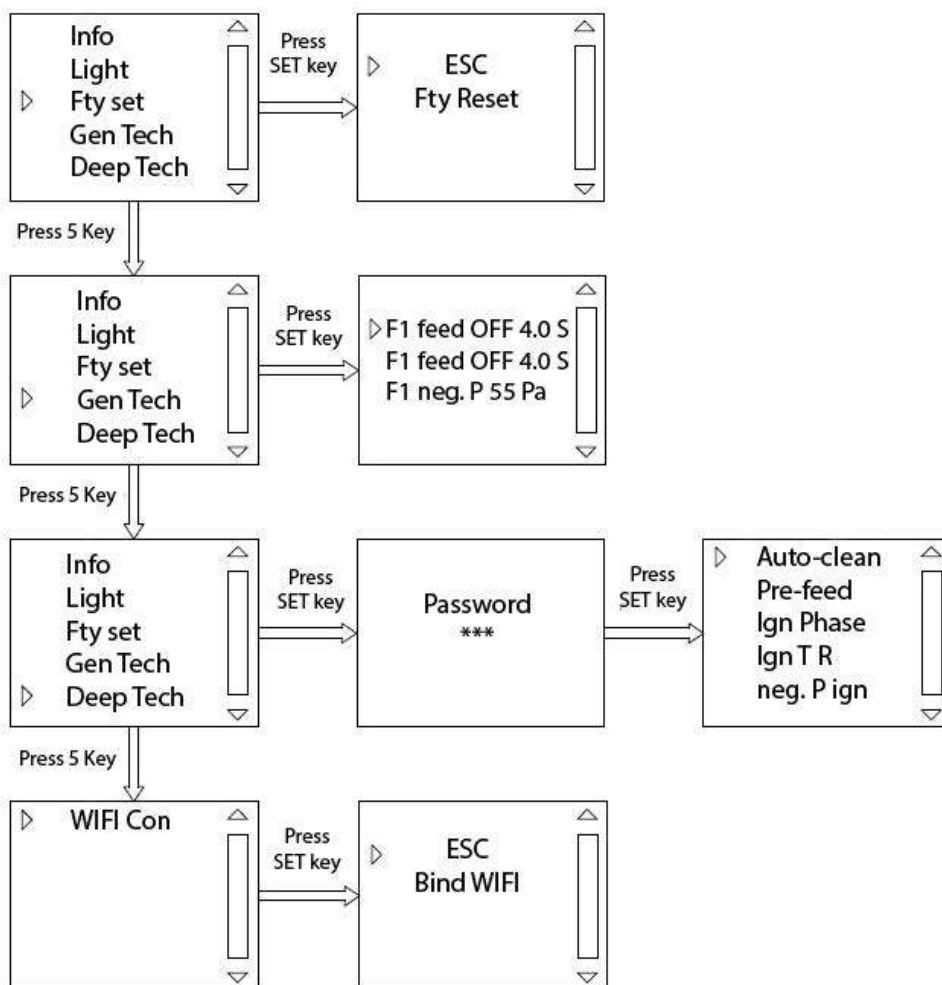 Info
Light
Fty set
Gen Tech
Deep Tech
Press
SET key
ESC
Fty Reset
Press 5 Key
Info
Light
Fty set
Gen Tech
Deep Tech
Press
SET key
F1 feed OFF 4.0 S
F1 feed OFF 4.0 S
F1 neg. P 55 Pa
Press 5 Key
Info
Light
Fty set
Gen Tech
Deep Tech
Press
SET key
Password
***
Press
SET key
Auto-clean
Pre-feed
Ign Phase
Ign T R
neg. P ign
Press 5 Key
WIFI Con
Press
SET key
ESC
Bind WIFI